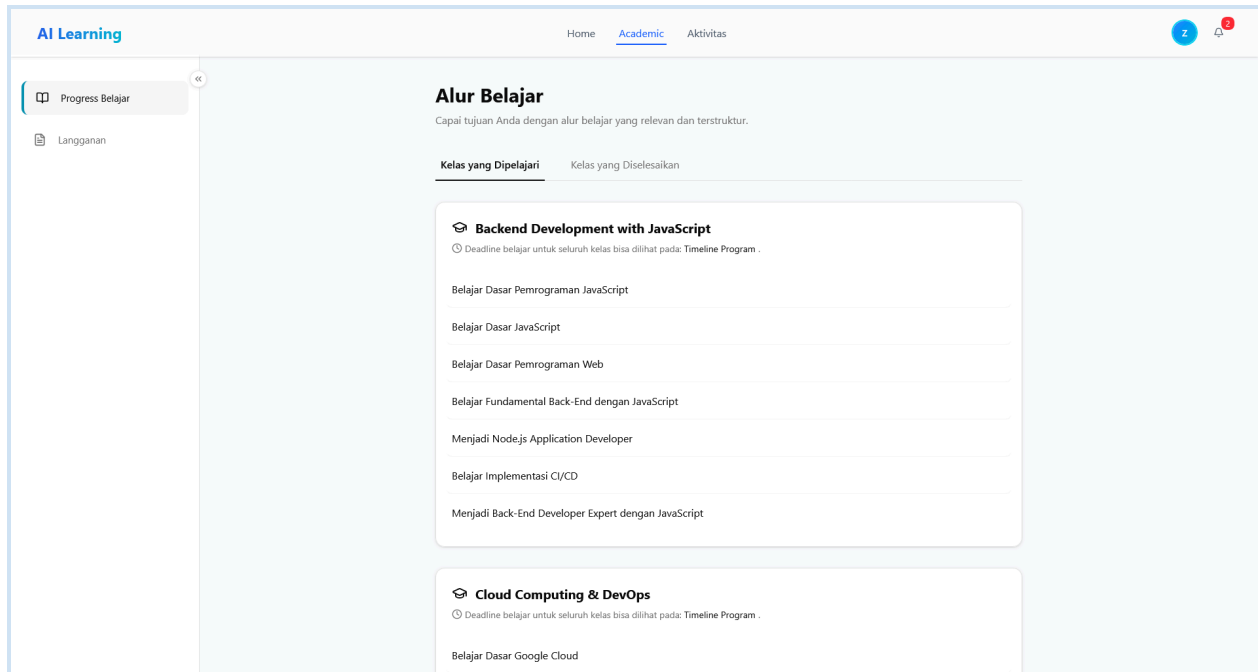 AI Learning
Home
Academic
Aktivitas
Z
2
Progress Belajar
Langganan
Alur Belajar
Capai tujuan Anda dengan alur belajar yang relevan dan terstruktur.
Kelas yang Dipelajari
Kelas yang Diselesaikan
Backend Development with JavaScript
Deadline belajar untuk seluruh kelas bisa dilihat pada: Timeline Program .
Belajar Dasar Pemrograman JavaScript
Belajar Dasar JavaScript
Belajar Dasar Pemrograman Web
Belajar Fundamental Back-End dengan JavaScript
Menjadi Node.js Application Developer
Belajar Implementasi CI/CD
Menjadi Back-End Developer Expert dengan JavaScript
Cloud Computing & DevOps
Deadline belajar untuk seluruh kelas bisa dilihat pada: Timeline Program .
Belajar Dasar Google Cloud